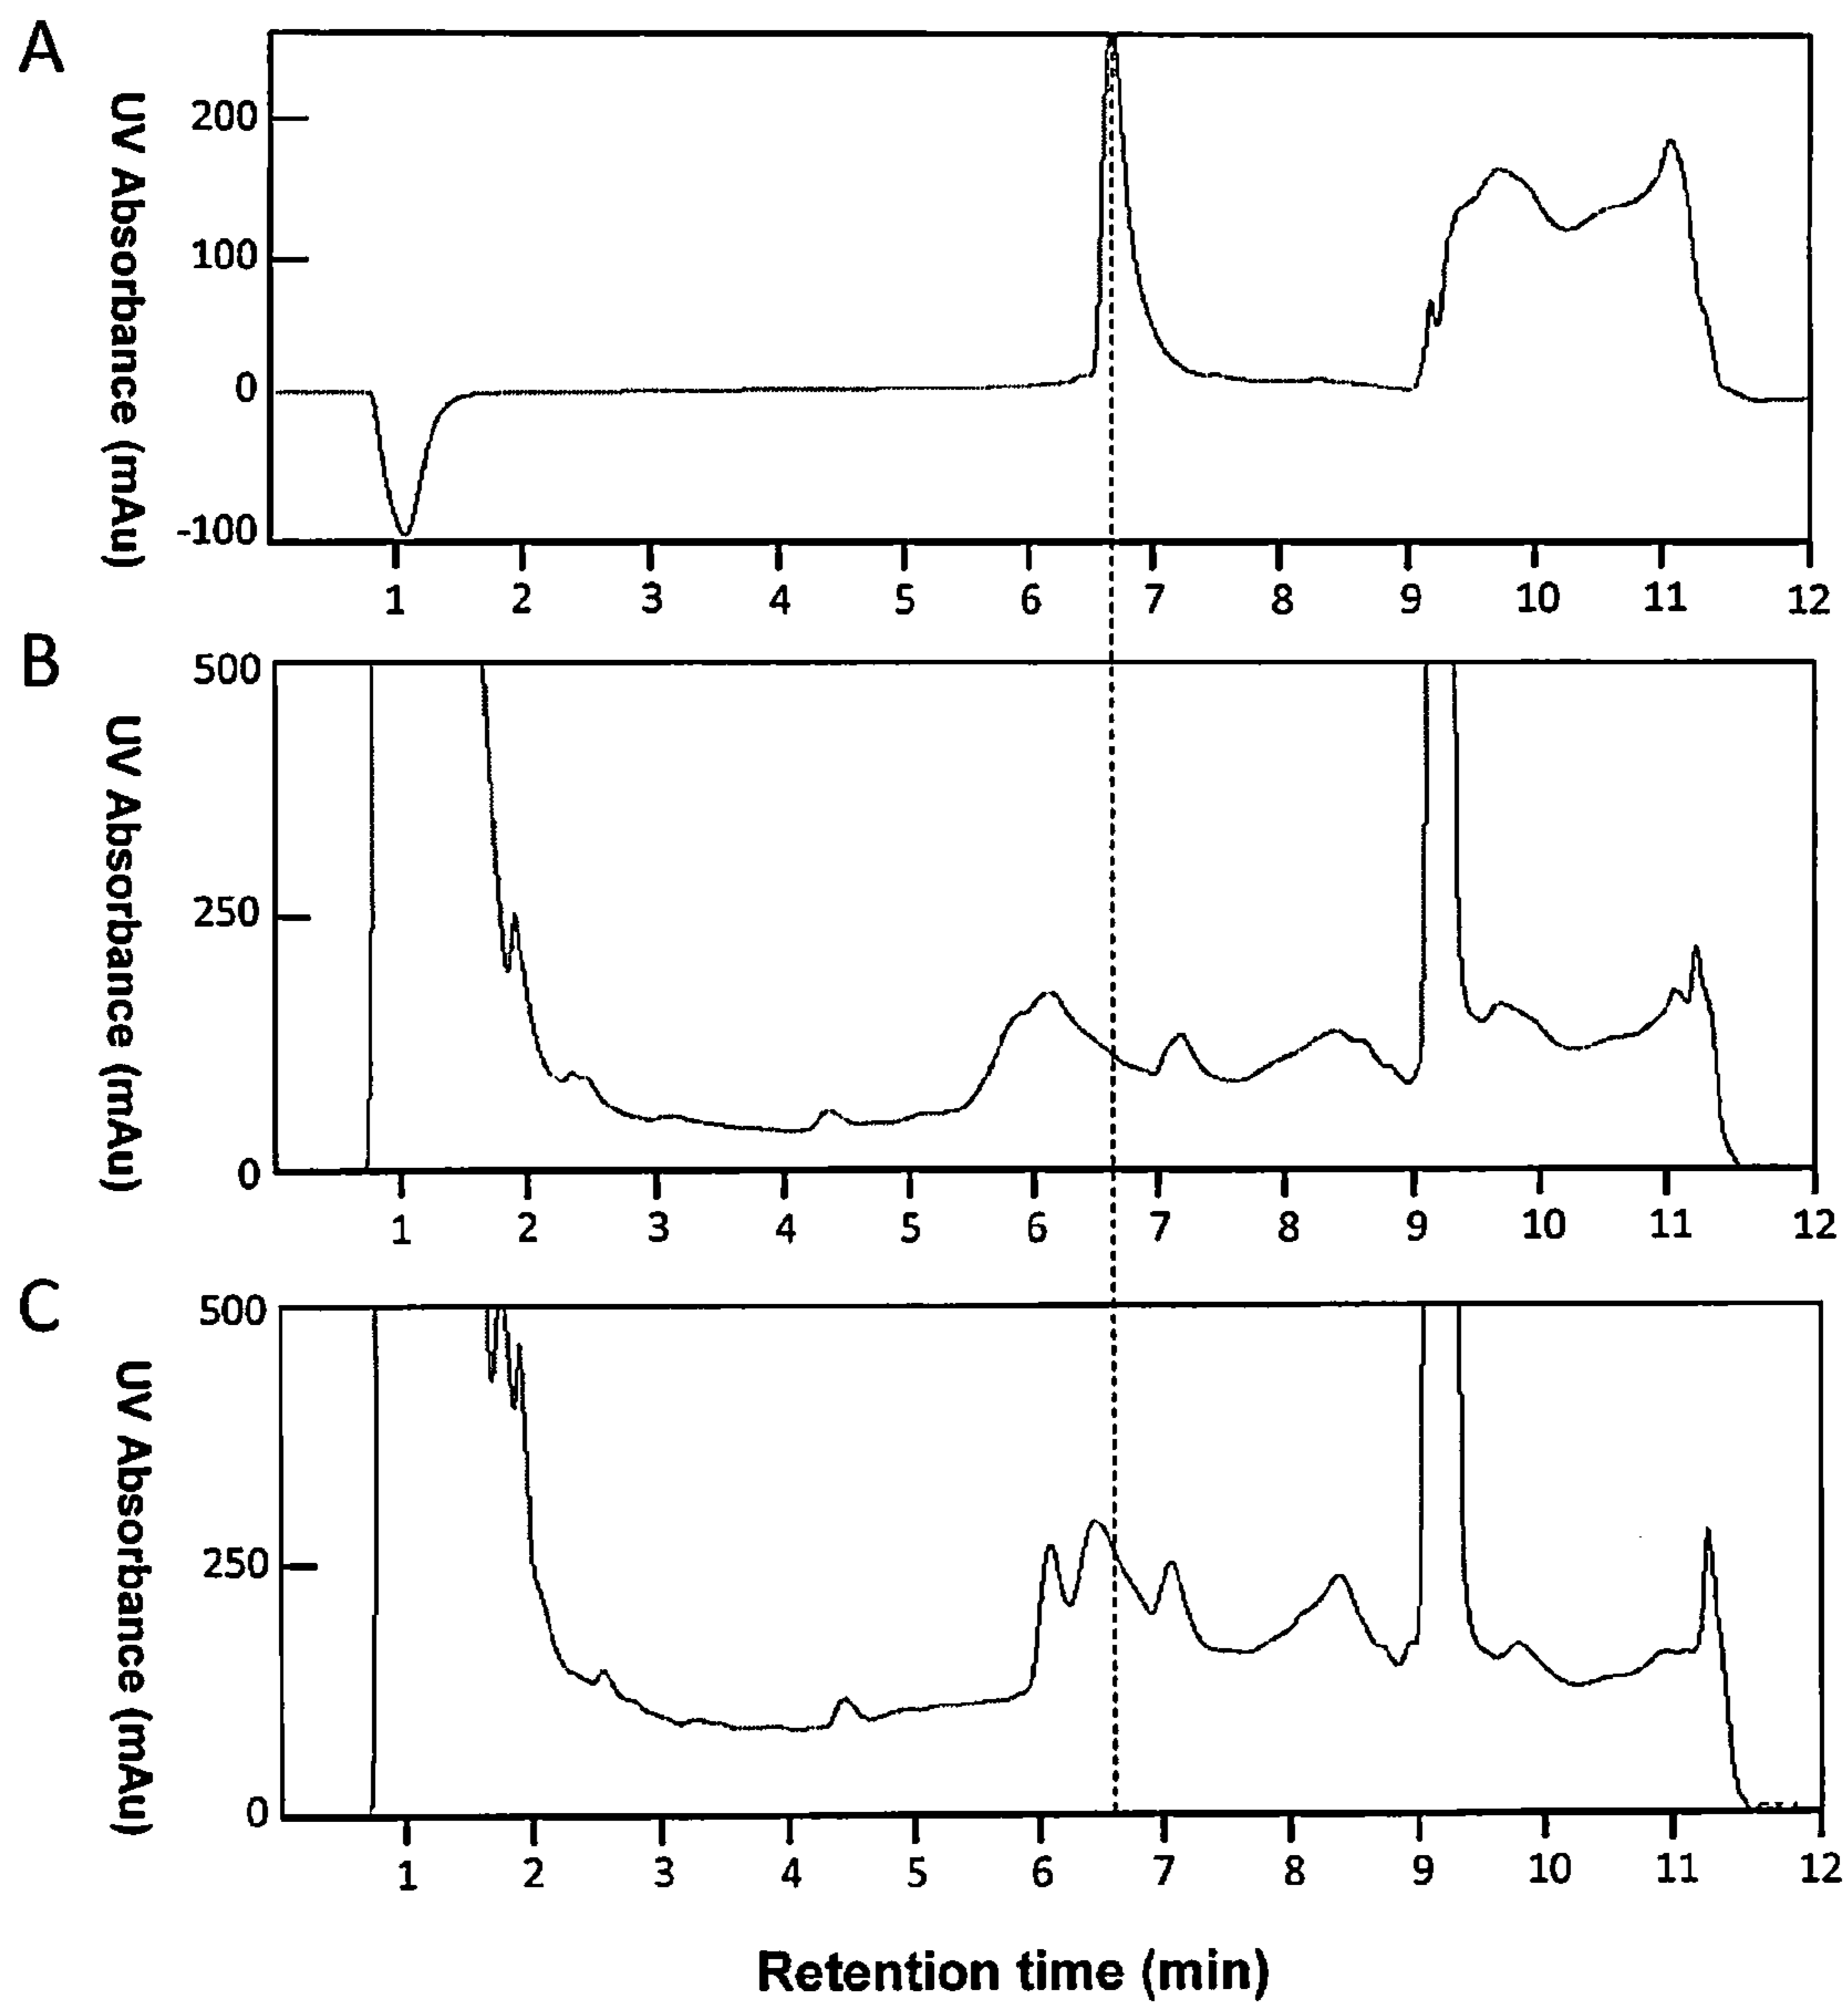 A
UV Absorbance (mAu)
200
100
0
-100
1 2 3 4 5 6 7 8 9 10 11 12
B
UV Absorbance (mAu)
500
250
0
1 2 3 4 5 6 7 8 9 10 11 12
C
UV Absorbance (mAu)
500
250
0
1 2 3 4 5 6 7 8 9 10 11 12
Retention time (min)